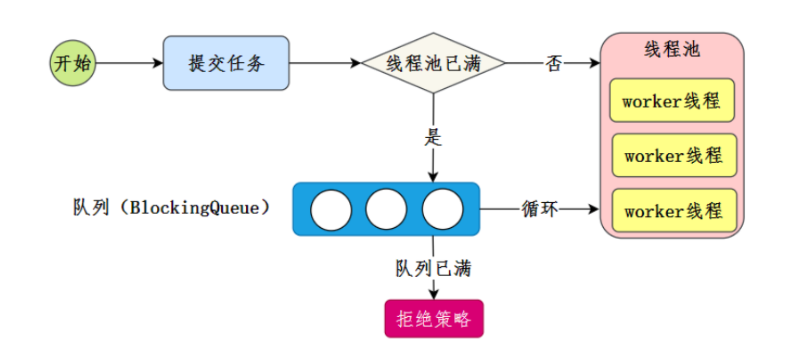 线程池
开始
提交任务
线程池已满
否
worker线程
是
worker线程
队列（BlockingQueue）
循环
worker线程
队列已满
拒绝策略